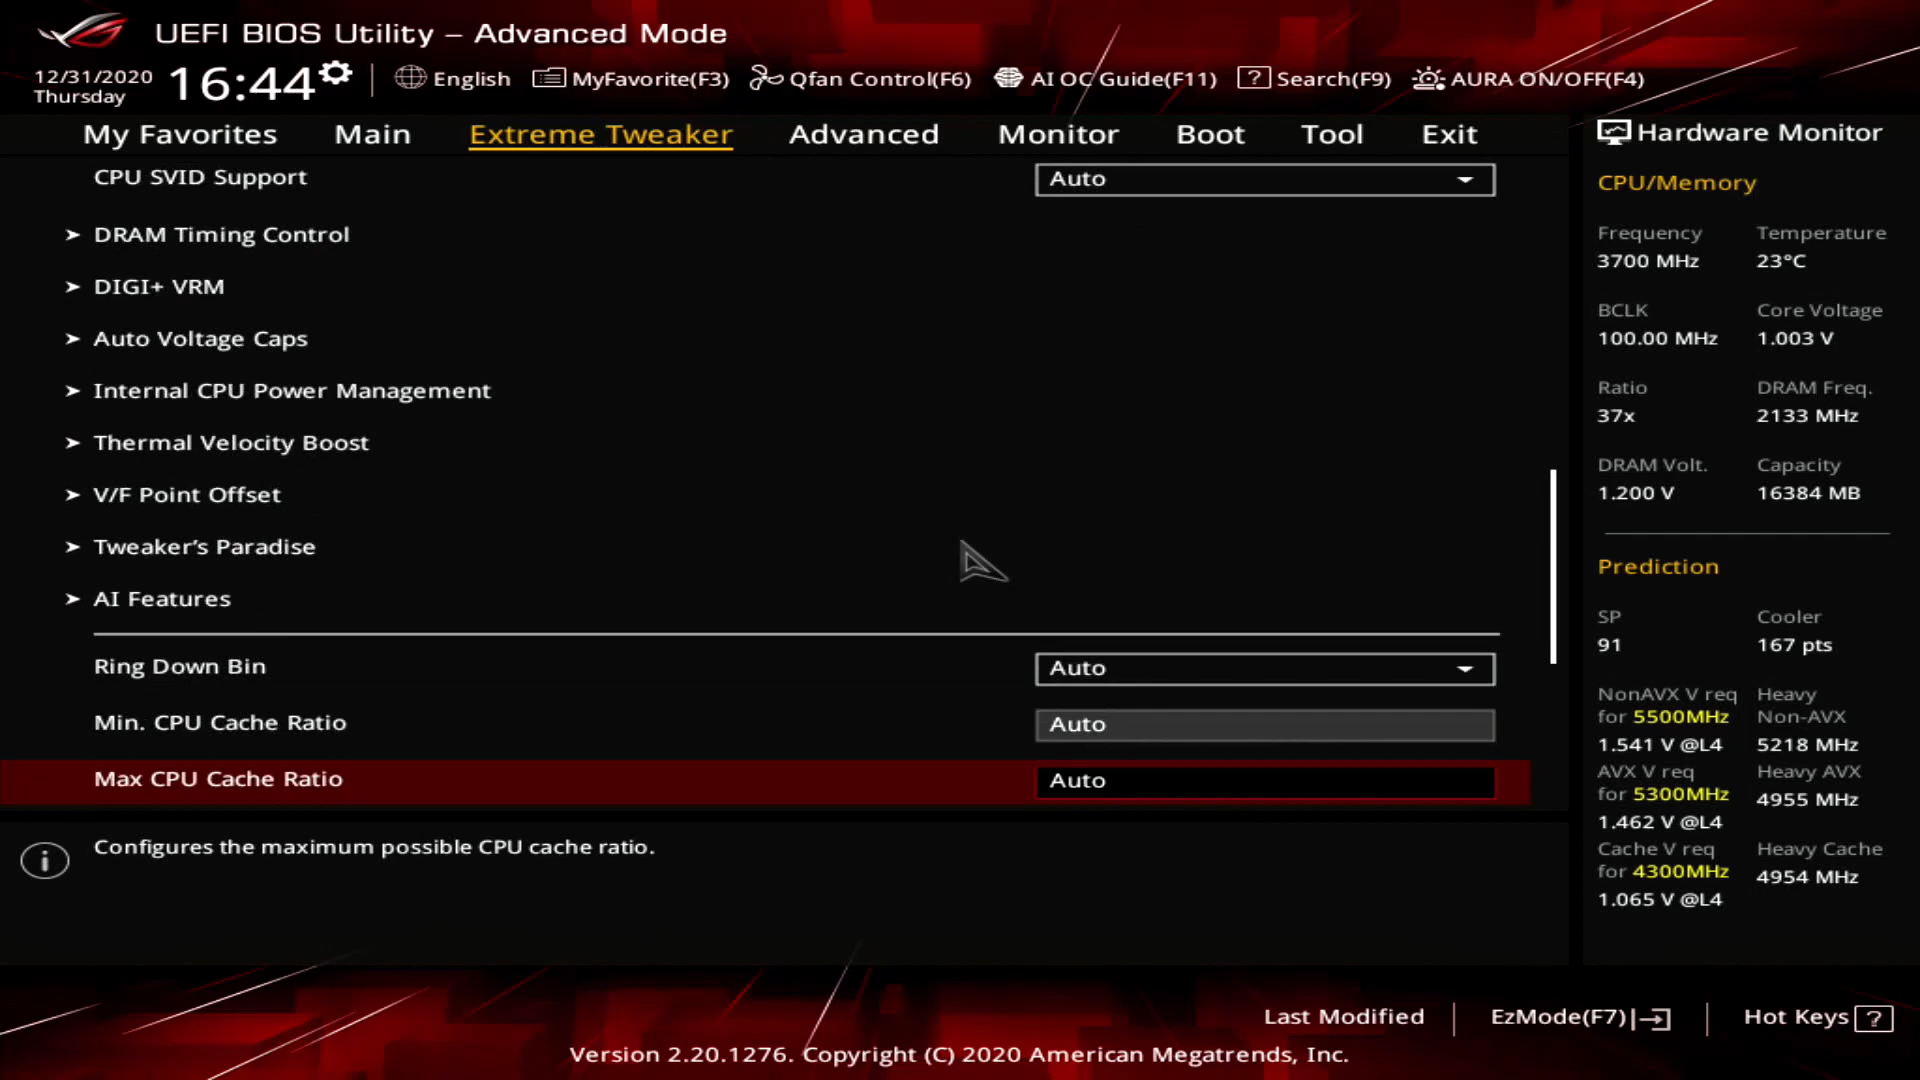 UEFI BIOS Utility – Advanced Mode
12/31/2020
Thursday
16:44
English
MyFavorite(F3)
Qfan Control(F6)
AI OC Guide(F11)
Search(F9)
AURA ON/OFF(F4)
My Favorites
Main
Extreme Tweaker
Advanced
Monitor
Boot
Tool
Exit
CPU SVID Support
Auto
DRAM Timing Control
DIGI+ VRM
Auto Voltage Caps
Internal CPU Power Management
Thermal Velocity Boost
V/F Point Offset
Tweaker's Paradise
AI Features
Ring Down Bin
Auto
Min. CPU Cache Ratio
Auto
Max CPU Cache Ratio
Auto
Configures the maximum possible CPU cache ratio.
Hardware Monitor
CPU/Memory
Frequency Temperature
3700 MHz 23°C
BCLK Core Voltage
100.00 MHz 1.003 V
Ratio DRAM Freq.
37x 2133 MHz
DRAM Volt. Capacity
1.200 V 16384 MB
Prediction
SP Cooler
91 167 pts
NonAVX V req Heavy
for 5500MHz Non-AVX
1.541 V @L4 5218 MHz
AVX V req Heavy AVX
for 5300MHz 4955 MHz
1.462 V @L4
Cache V req Heavy Cache
for 4300MHz 4954 MHz
1.065 V @L4
Last Modified
EzMode(F7)
Hot Keys ?
Version 2.20.1276. Copyright (C) 2020 American Megatrends, Inc.